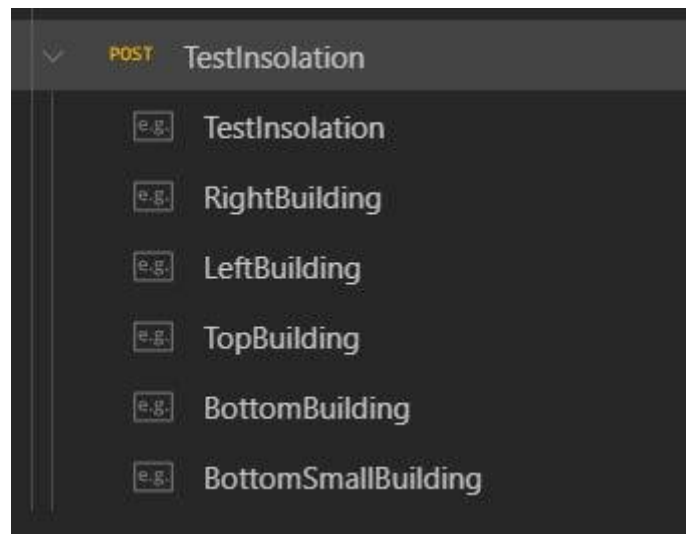 POST TestInsolation
e.g. TestInsolation
e.g. RightBuilding
e.g. LeftBuilding
e.g. TopBuilding
e.g. BottomBuilding
e.g. BottomSmallBuilding